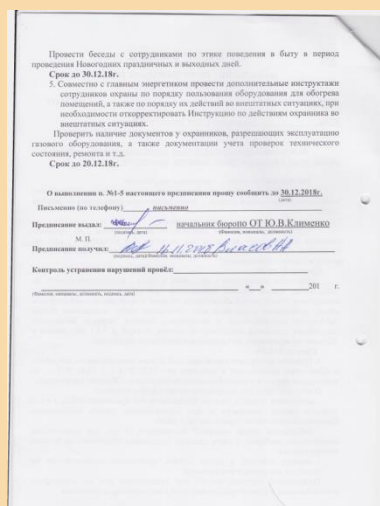 Провести беседы с сотрудниками по этике поведения в быту в период
проведения Новогодних праздничных и выходных дней.
Срок до 30.12.18г.
5. Совместно с главным энергетиком провести дополнительные инструктажи
сотрудников охраны по порядку пользования оборудования для обогрева
помещений, а также по порядку их действий во внештатных ситуациях, при
необходимости откорректировать Инструкцию по действиям охранника во
внештатных ситуациях.
Проверить наличие документов у охранников, разрешающих эксплуатацию
газового оборудования, а также документации учета проверок технического
состояния, ремонта и т.д.
Срок до 20.12.18г.
О выполнении п. №1-5 настоящего предписания прошу сообщить до 30.12.2018г.
(дата)
Письменно (по телефону) письменно
Предписание выдал: начальник бюропо ОТ Ю.В.Клименко
(подпись, дата) (Фамилия, инициалы, должность)
М. П.
Предписание получил: Власов
(подпись, дата)(Фамилия, инициалы, должность)
Контроль устранения нарушений провёл:
«__» 201 г.
(Фамилия, инициалы, должность, подпись, дата)